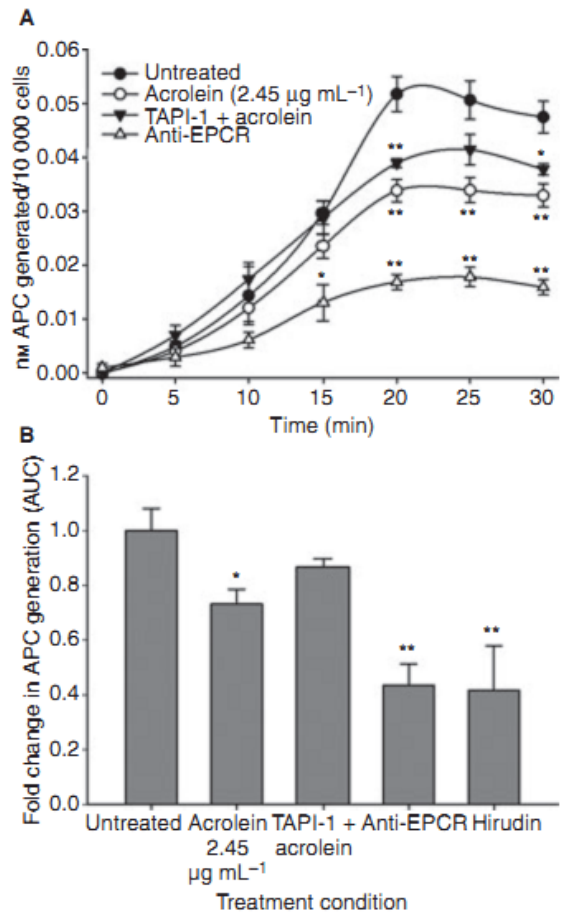 A
0.06
0.05
0.04
0.03
0.02
0.01
0.00
nM APC generated/10 000 cells
Untreated
Acrolein (2.45 µg mL⁻¹)
TAPI-1 + acrolein
Anti-EPCR
** *
** ** **
* ** ** **
0 5 10 15 20 25 30
Time (min)
B
1.2
1.0
0.8
0.6
0.4
0.2
0.0
Fold change in APC generation (AUC)
* ** **
Untreated Acrolein TAPI-1 + Anti-EPCR Hirudin
2.45 acrolein
µg mL⁻¹
Treatment condition